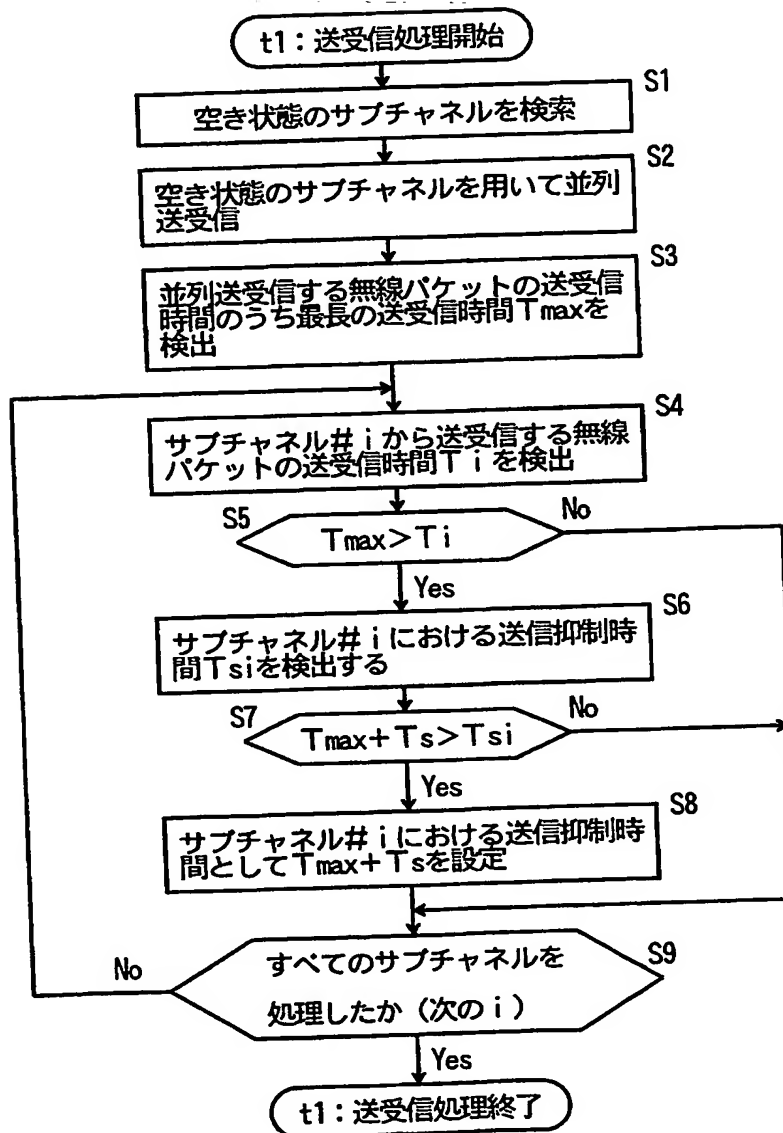 t1：送受信処理開始
S1
空き状態のサブチャネルを検索
S2
空き状態のサブチャネルを用いて並列
送受信
S3
並列送受信する無線パケットの送受信
時間のうち最長の送受信時間Tmaxを
検出
S4
サブチャネル＃iから送受信する無線
パケットの送受信時間Tiを検出
S5
Tmax＞Ti
No
Yes
S6
サブチャネル＃iにおける送信抑制時
間Tsiを検出する
S7
Tmax＋Ts＞Tsi
No
Yes
S8
サブチャネル＃iにおける送信抑制時
間としてTmax＋Tsを設定
No
S9
すべてのサブチャネルを
処理したか（次のi）
Yes
t1：送受信処理終了